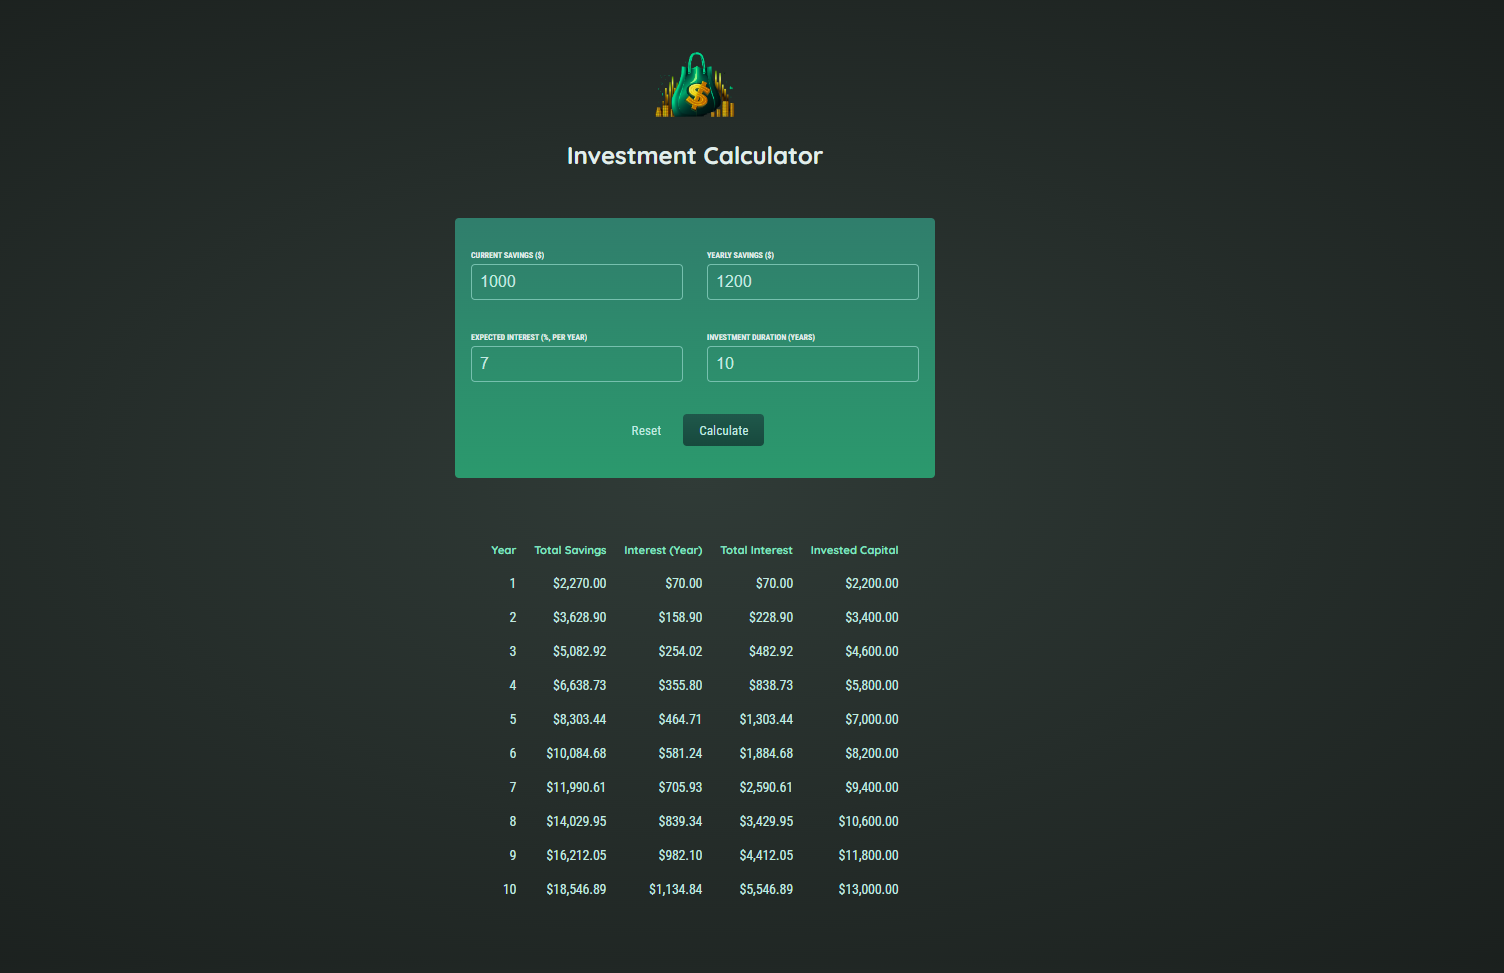 $
Investment Calculator
CURRENT SAVINGS ($) YEARLY SAVINGS ($)
1000 1200
EXPECTED INTEREST (%, PER YEAR) INVESTMENT DURATION (YEARS)
7 10
Reset Calculate
Year Total Savings Interest (Year) Total Interest Invested Capital
1 $2,270.00 $70.00 $70.00 $2,200.00
2 $3,628.90 $158.90 $228.90 $3,400.00
3 $5,082.92 $254.02 $482.92 $4,600.00
4 $6,638.73 $355.80 $838.73 $5,800.00
5 $8,303.44 $464.71 $1,303.44 $7,000.00
6 $10,084.68 $581.24 $1,884.68 $8,200.00
7 $11,990.61 $705.93 $2,590.61 $9,400.00
8 $14,029.95 $839.34 $3,429.95 $10,600.00
9 $16,212.05 $982.10 $4,412.05 $11,800.00
10 $18,546.89 $1,134.84 $5,546.89 $13,000.00